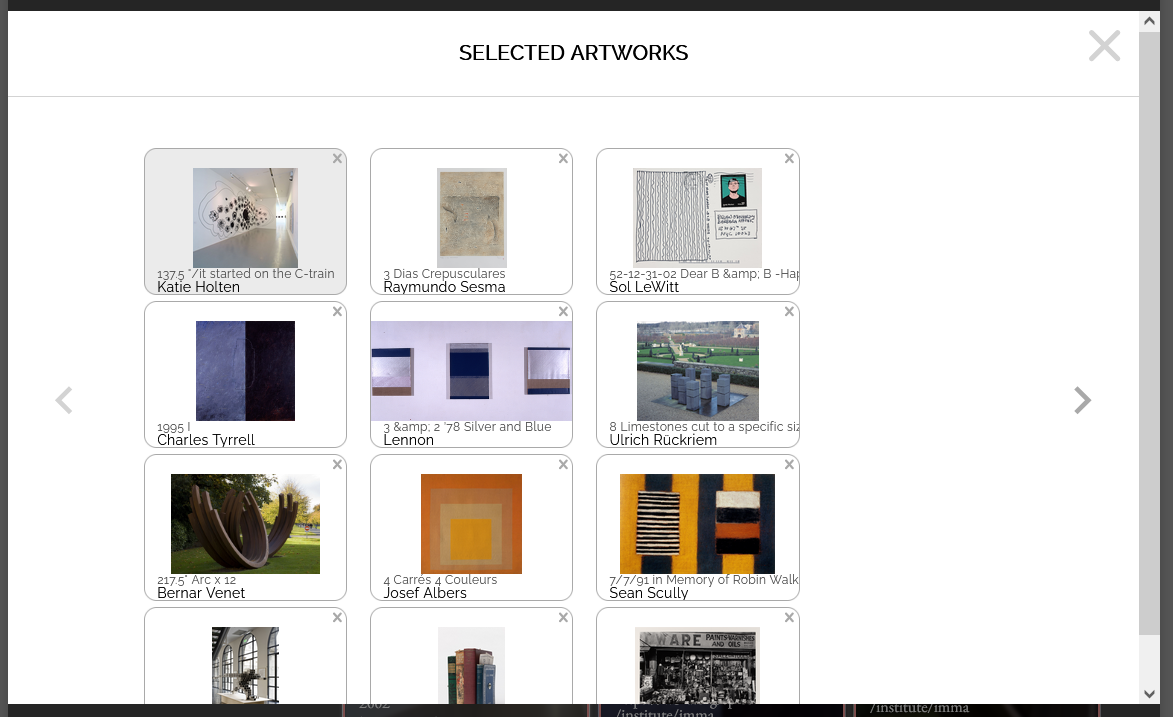 SELECTED ARTWORKS
137.5 °/it started on the C-train
Katie Holten
3 Dias Crepusculares
Raymundo Sesma
52-12-31-02 Dear B &amp; B -Hap
Sol LeWitt
1995 I
Charles Tyrrell
3 &amp; 2 '78 Silver and Blue
Lennon
8 Limestones cut to a specific siz
Ulrich Rückriem
217.5° Arc x 12
Bernar Venet
4 Carrés 4 Couleurs
Josef Albers
7/7/91 in Memory of Robin Walk
Sean Scully
WARE PAINTS-VARNISHES
AND OILS
2002
/institute/imma
/institute/imma